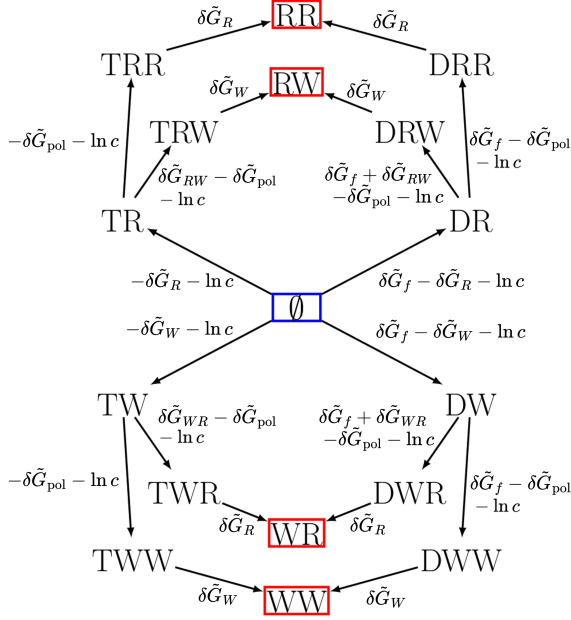 RR
δG̃_R
δG̃_R
TRR
DRR
RW
δG̃_W
δG̃_W
TRW
DRW
−δG̃_pol − ln c
δG̃_f − δG̃_pol
− ln c
δG̃_RW − δG̃_pol
− ln c
δG̃_f + δG̃_RW
−δG̃_pol − ln c
TR
DR
−δG̃_R − ln c
δG̃_f − δG̃_R − ln c
∅
−δG̃_W − ln c
δG̃_f − δG̃_W − ln c
TW
DW
δG̃_WR − δG̃_pol
− ln c
δG̃_f + δG̃_WR
−δG̃_pol − ln c
−δG̃_pol − ln c
δG̃_f − δG̃_pol
− ln c
TWR
DWR
δG̃_R
δG̃_R
WR
TWW
DWW
δG̃_W
δG̃_W
WW